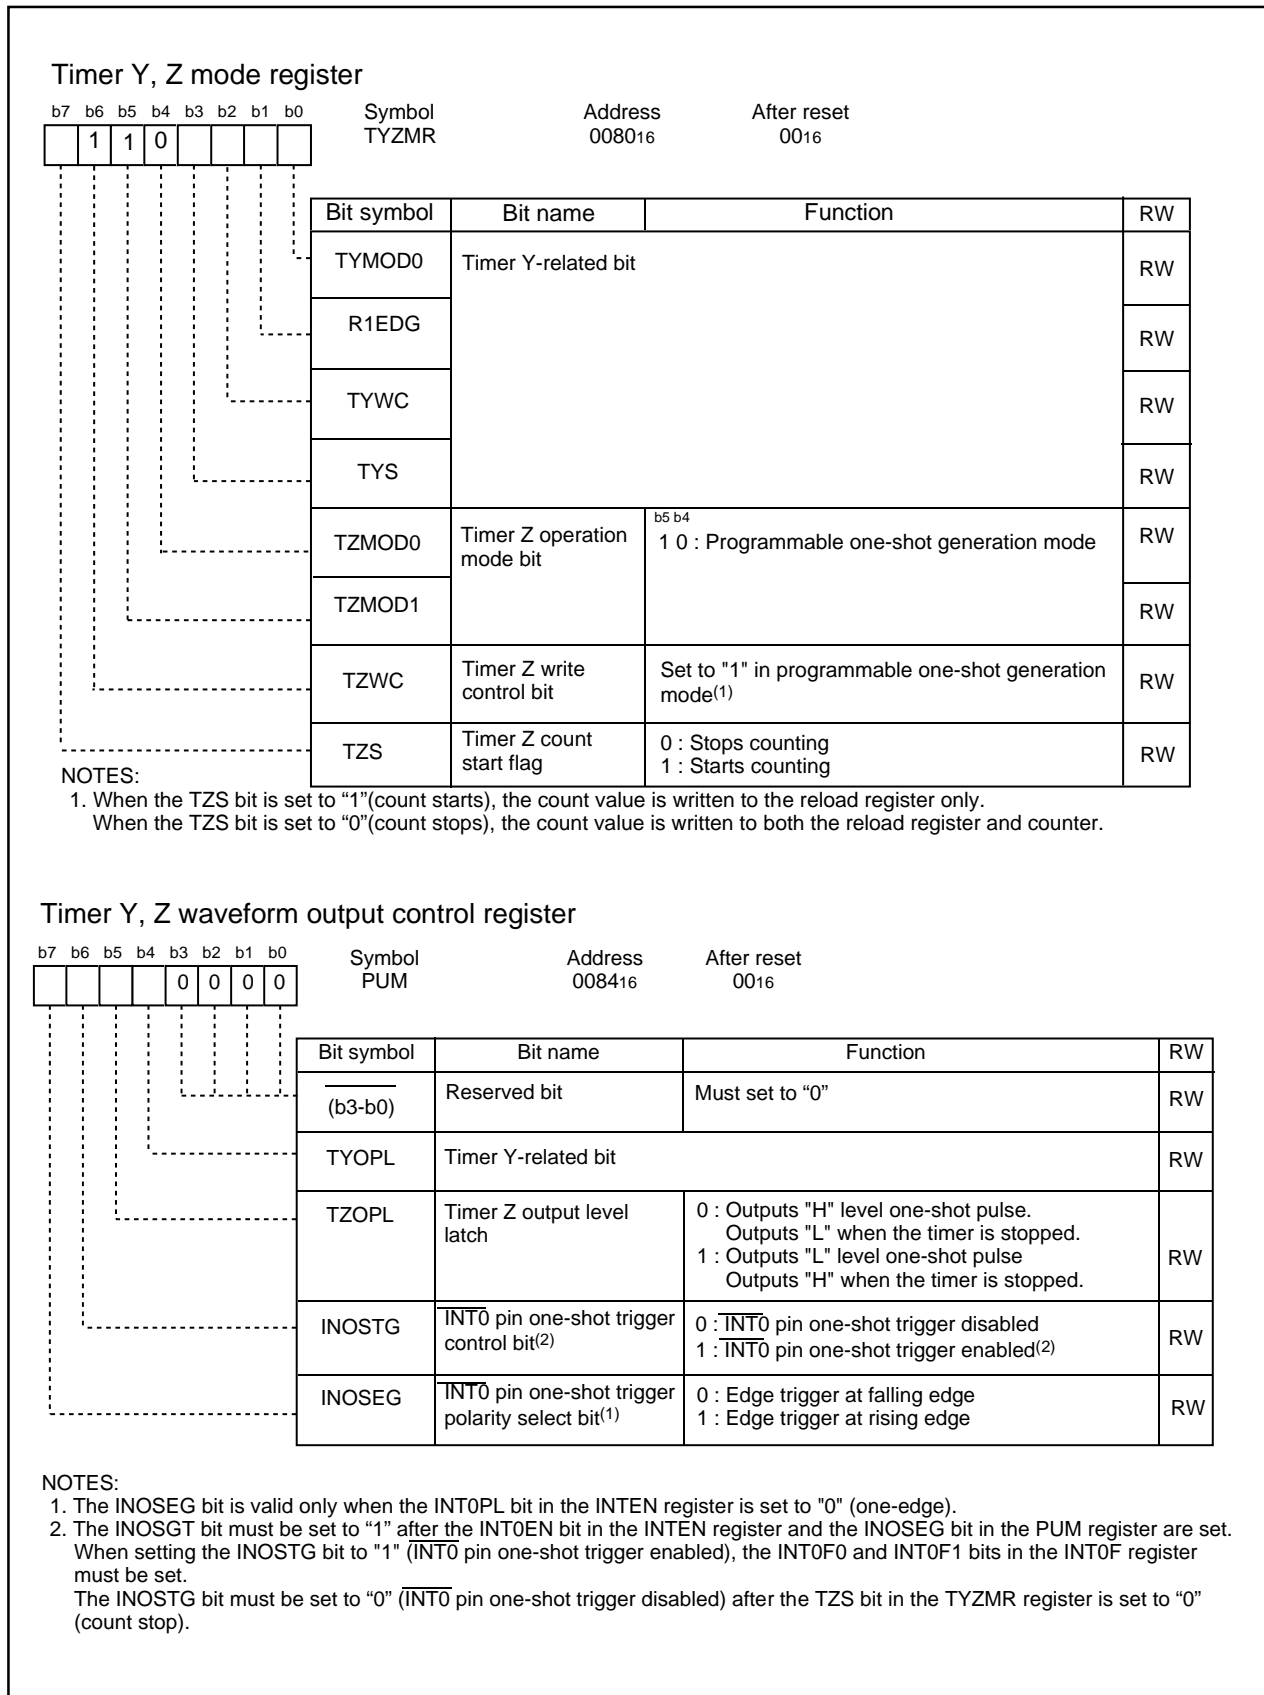 Timer Y, Z mode register
b7 b6 b5 b4 b3 b2 b1 b0
Symbol Address After reset
1 1 0
TYZMR 008016 0016
Bit symbol Bit name Function RW
TYMOD0 Timer Y-related bit RW
R1EDG RW
TYWC RW
TYS RW
b5 b4
TZMOD0 Timer Z operation 1 0 : Programmable one-shot generation mode RW
mode bit
TZMOD1 RW
TZWC Timer Z write Set to "1" in programmable one-shot generation RW
control bit mode(1)
TZS Timer Z count 0 : Stops counting RW
start flag 1 : Starts counting
NOTES:
1. When the TZS bit is set to “1”(count starts), the count value is written to the reload register only.
When the TZS bit is set to “0”(count stops), the count value is written to both the reload register and counter.
Timer Y, Z waveform output control register
b7 b6 b5 b4 b3 b2 b1 b0
Symbol Address After reset
0 0 0 0
PUM 008416 0016
Bit symbol Bit name Function RW
(b3-b0) Reserved bit Must set to “0” RW
TYOPL Timer Y-related bit RW
TZOPL Timer Z output level 0 : Outputs "H" level one-shot pulse.
latch Outputs "L" when the timer is stopped.
1 : Outputs "L" level one-shot pulse RW
Outputs "H" when the timer is stopped.
INOSTG INT0 pin one-shot trigger 0 : INT0 pin one-shot trigger disabled RW
control bit(2) 1 : INT0 pin one-shot trigger enabled(2)
INOSEG INT0 pin one-shot trigger 0 : Edge trigger at falling edge RW
polarity select bit(1) 1 : Edge trigger at rising edge
NOTES:
1. The INOSEG bit is valid only when the INT0PL bit in the INTEN register is set to "0" (one-edge).
2. The INOSGT bit must be set to “1” after the INT0EN bit in the INTEN register and the INOSEG bit in the PUM register are set.
When setting the INOSTG bit to "1" (INT0 pin one-shot trigger enabled), the INT0F0 and INT0F1 bits in the INT0F register
must be set.
The INOSTG bit must be set to “0” (INT0 pin one-shot trigger disabled) after the TZS bit in the TYZMR register is set to “0”
(count stop).